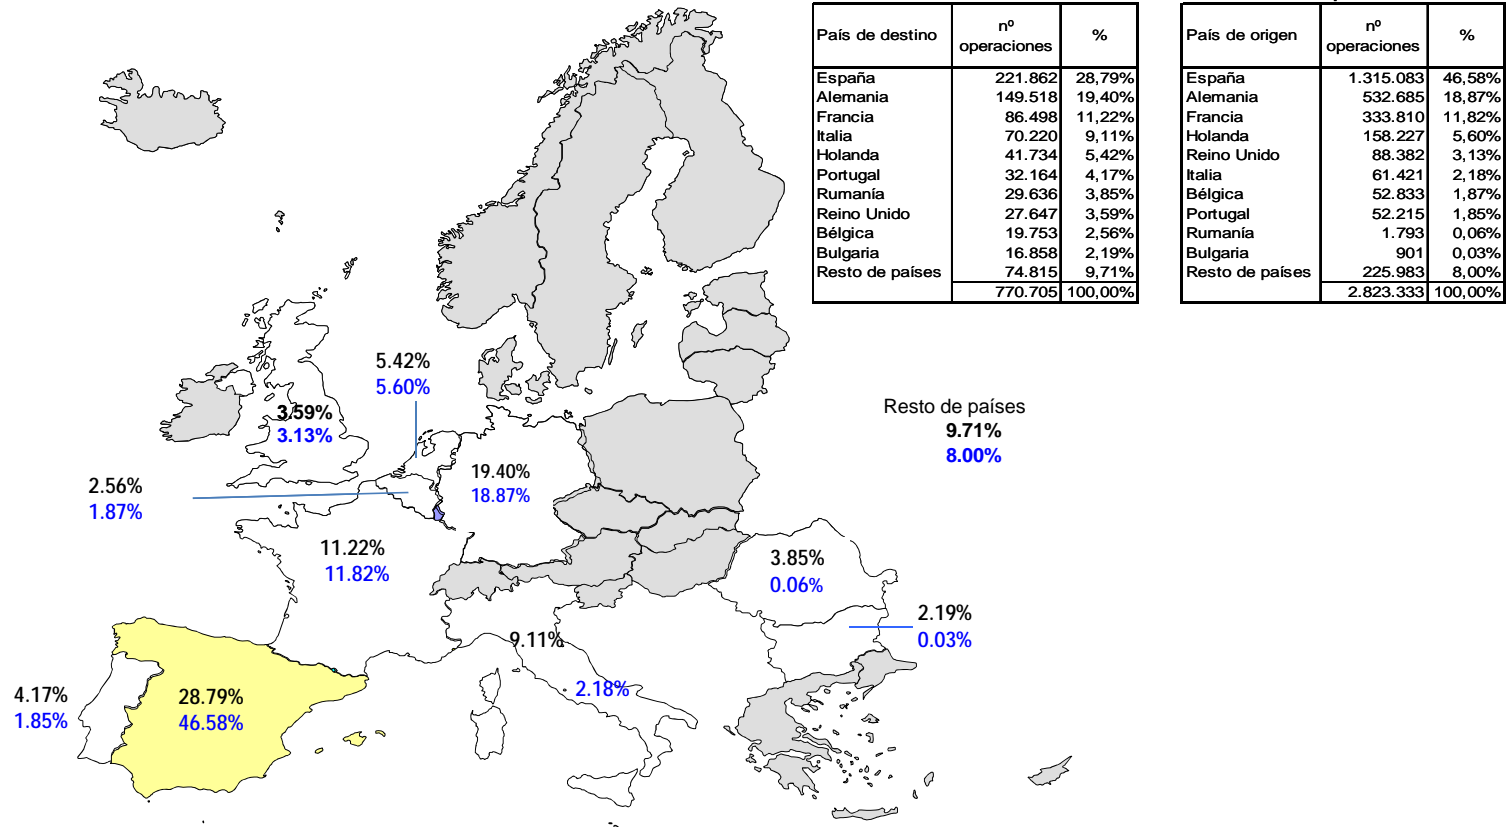 País de destino nº operaciones %
España 221.862 28,79%
Alemania 149.518 19,40%
Francia 86.498 11,22%
Italia 70.220 9,11%
Holanda 41.734 5,42%
Portugal 32.164 4,17%
Rumanía 29.636 3,85%
Reino Unido 27.647 3,59%
Bélgica 19.753 2,56%
Bulgaria 16.858 2,19%
Resto de países 74.815 9,71%
770.705 100,00%
País de origen nº operaciones %
España 1.315.083 46,58%
Alemania 532.685 18,87%
Francia 333.810 11,82%
Holanda 158.227 5,60%
Reino Unido 88.382 3,13%
Italia 61.421 2,18%
Bélgica 52.833 1,87%
Portugal 52.215 1,85%
Rumanía 1.793 0,06%
Bulgaria 901 0,03%
Resto de países 225.983 8,00%
2.823.333 100,00%
5.42%
5.60%
3.59%
3.13%
Resto de países
9.71%
8.00%
19.40%
18.87%
2.56%
1.87%
11.22%
11.82%
3.85%
0.06%
2.19%
0.03%
9.11%
2.18%
4.17%
1.85%
28.79%
46.58%